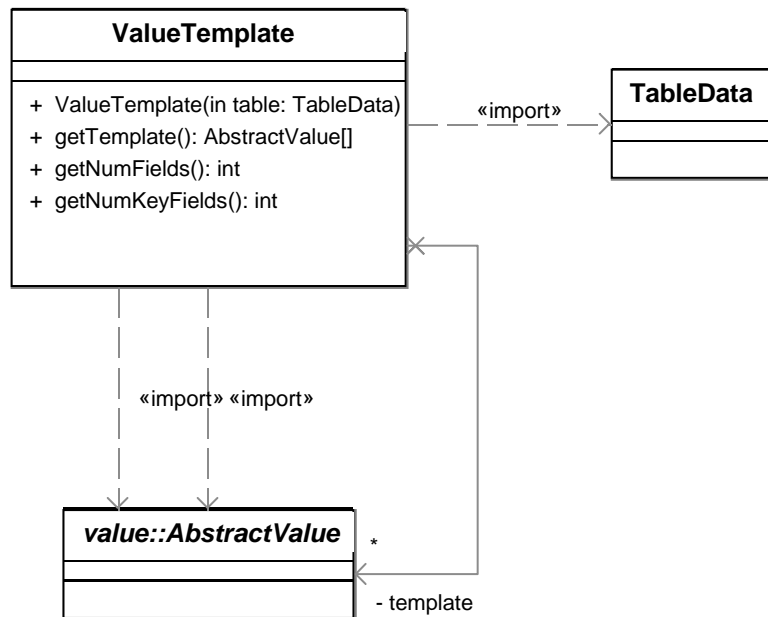 ValueTemplate
+ ValueTemplate(in table: TableData)
+ getTemplate(): AbstractValue[]
+ getNumFields(): int
+ getNumKeyFields(): int
«import»
TableData
«import» «import»
value::AbstractValue
*
- template